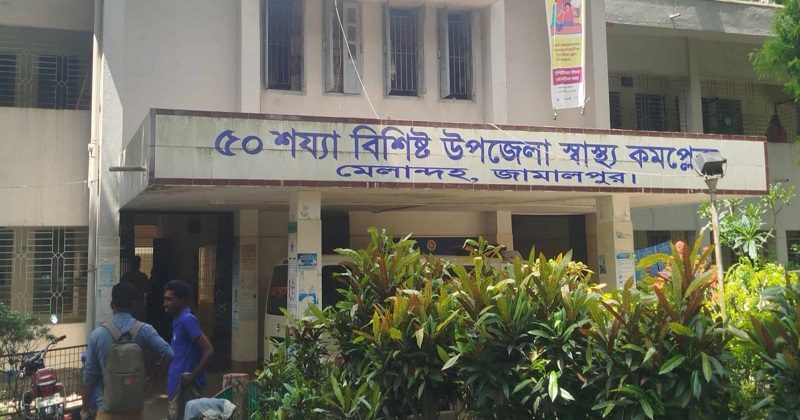 ৫০ শয্যা বিশিষ্ট উপজেলা স্বাস্থ্য কমপ্লেক্স
মেলান্দহ, জামালপুর।